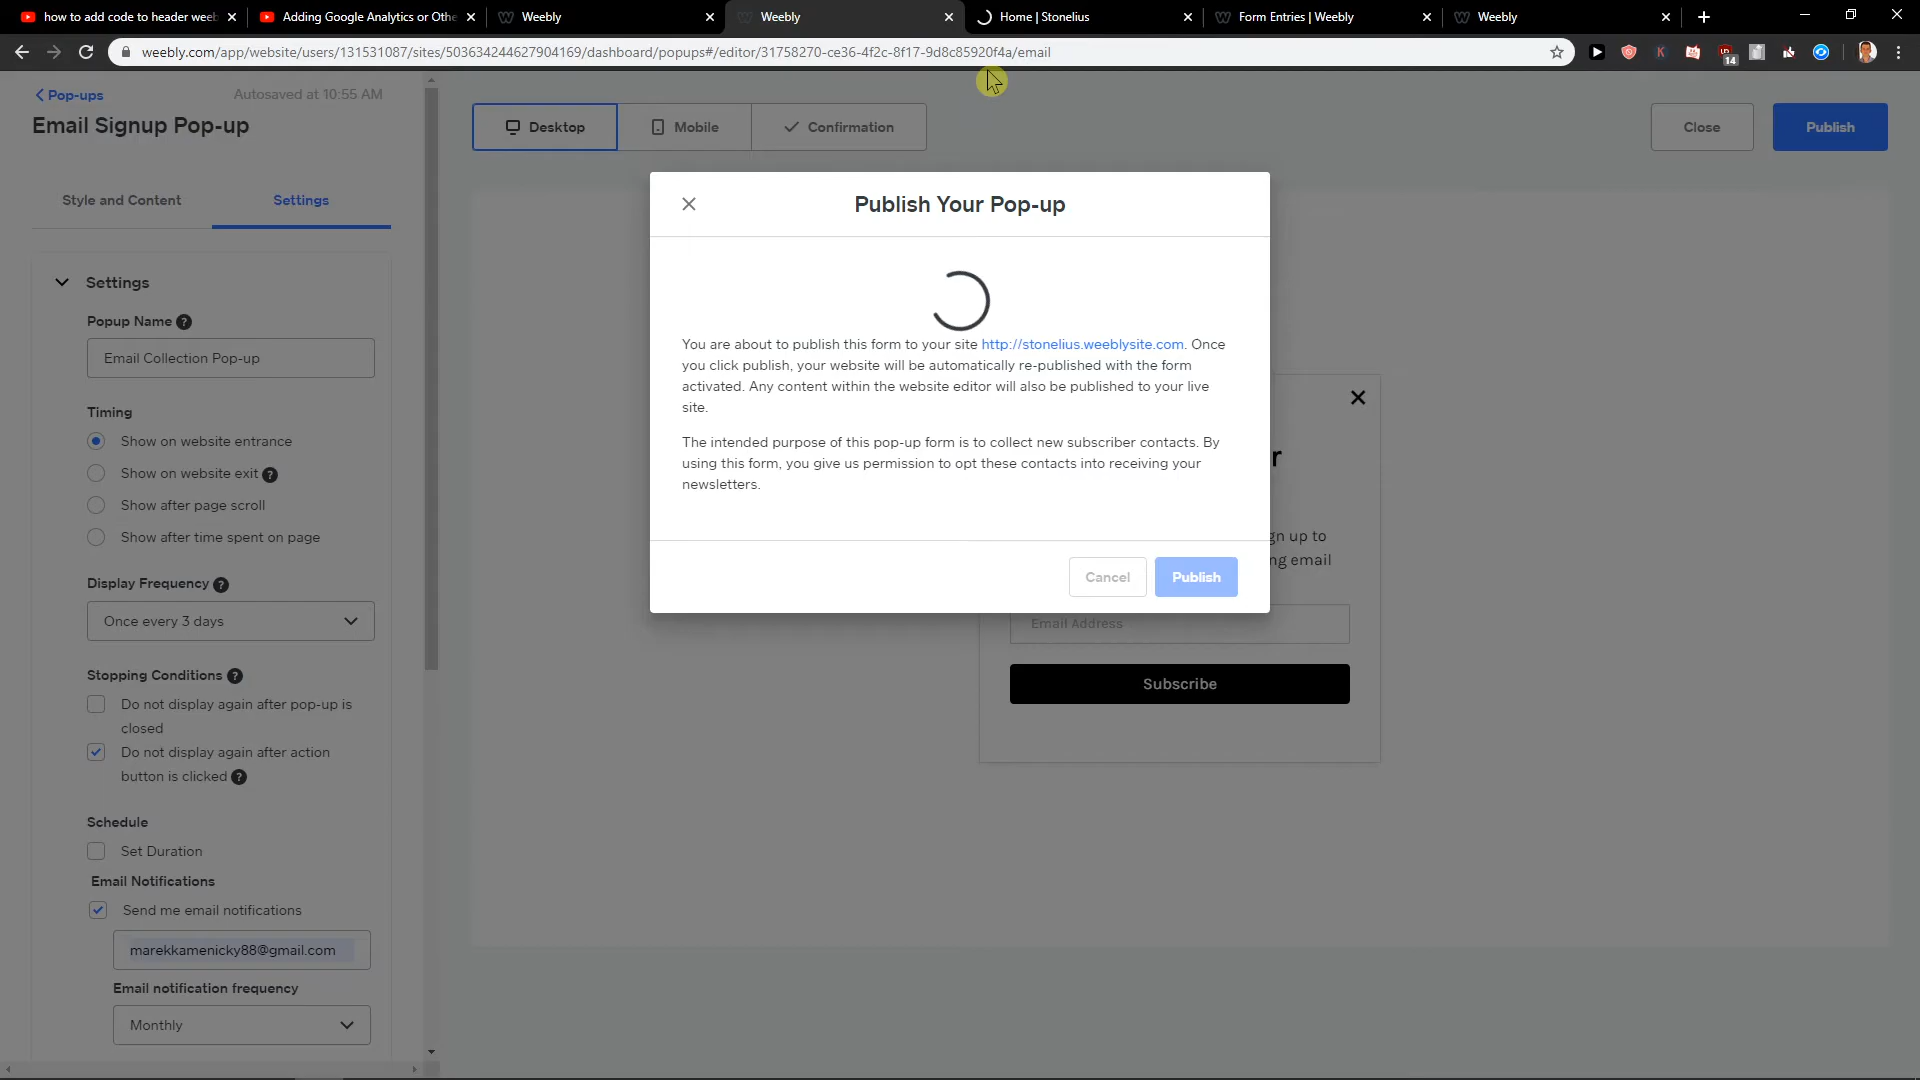 how to add code to header weeb
Adding Google Analytics or Othe
Weebly
Weebly
Home | Stonelius
Form Entries | Weebly
Weebly
weebly.com/app/website/users/131531087/sites/503634244627904169/dashboard/popups#/editor/31758270-ce36-4f2c-8f17-9d8c85920f4a/email
14
Pop-ups
Autosaved at 10:55 AM
Email Signup Pop-up
Desktop
Mobile
Confirmation
Close
Publish
Style and Content
Settings
Settings
Popup Name ?
Email Collection Pop-up
Timing
Show on website entrance
Show on website exit ?
Show after page scroll
Show after time spent on page
Display Frequency ?
Once every 3 days
Stopping Conditions ?
Do not display again after pop-up is
closed
Do not display again after action
button is clicked ?
Schedule
Set Duration
Email Notifications
Send me email notifications
marekkamenicky88@gmail.com
Email notification frequency
Monthly
Publish Your Pop-up
You are about to publish this form to your site http://stonelius.weeblysite.com. Once
you click publish, your website will be automatically re-published with the form
activated. Any content within the website editor will also be published to your live
site.
The intended purpose of this pop-up form is to collect new subscriber contacts. By
using this form, you give us permission to opt these contacts into receiving your
newsletters.
Cancel
Publish
r
gn up to
ng email
Email Address
Subscribe